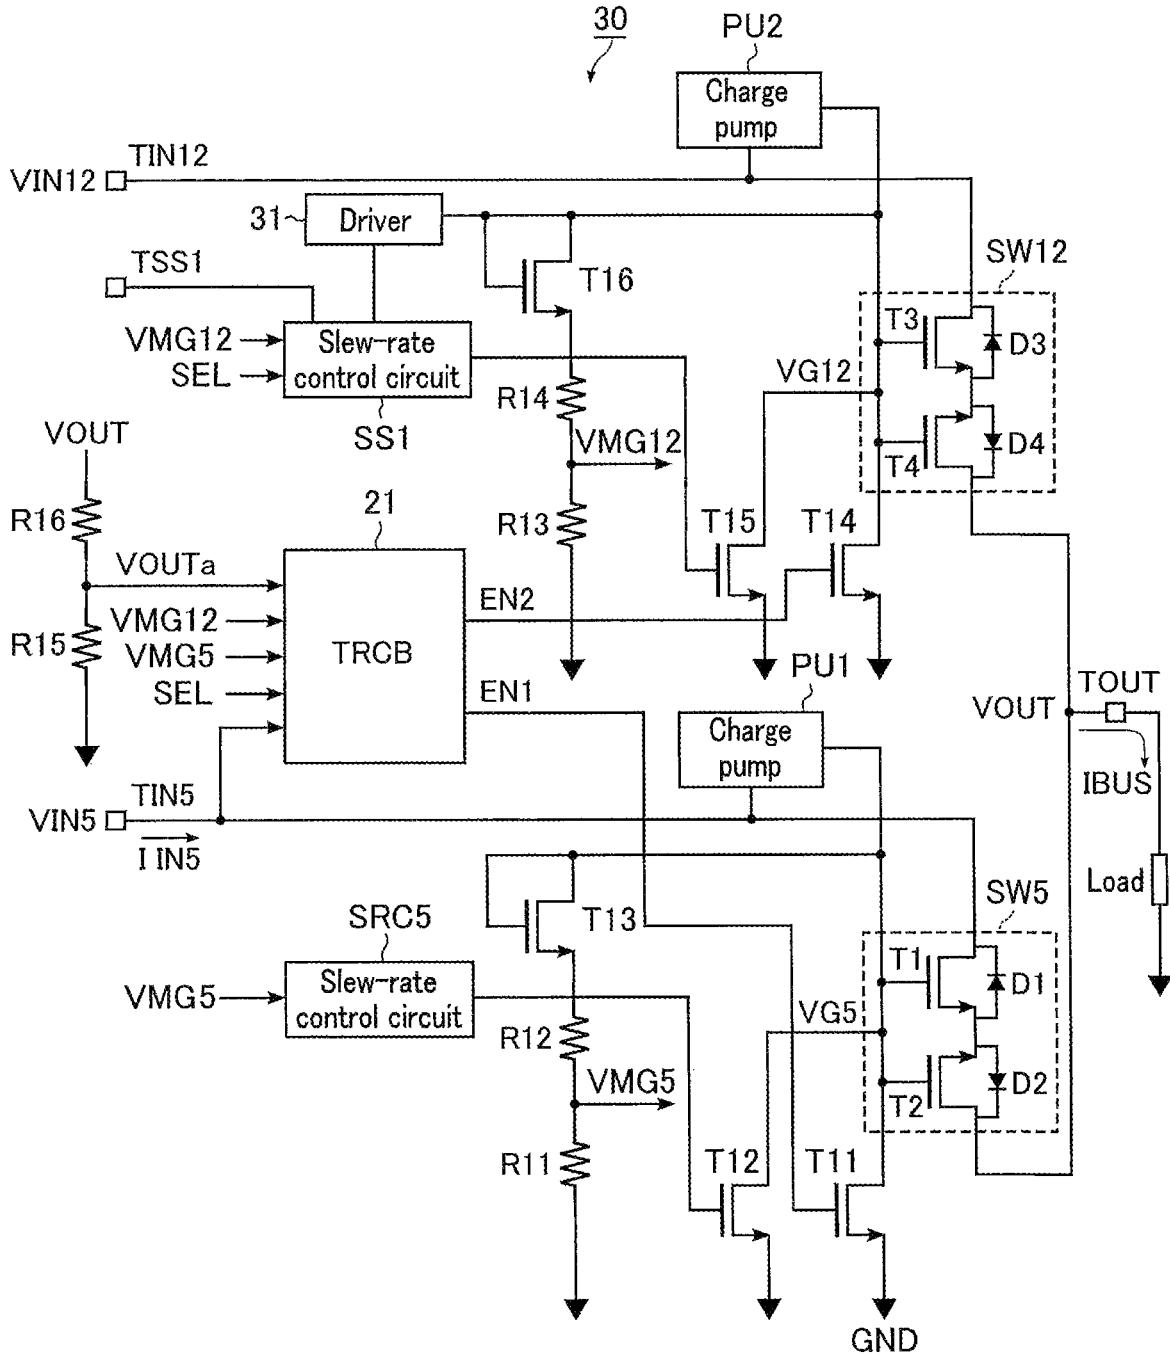 30
PU2
Charge
pump
TIN12
VIN12
31
Driver
TSS1
T16
SW12
VMG12
SEL
Slew-rate
control circuit
SS1
R14
VMG12
R13
VG12
T3
D3
T4
D4
VOUT
R16
21
T15
T14
VOUTa
VMG12
VMG5
SEL
R15
TRCB
EN2
EN1
PU1
Charge
pump
VOUT
TOUT
IBUS
Load
TIN5
VIN5
I IN5
T13
SW5
SRC5
VMG5
Slew-rate
control circuit
R12
VMG5
R11
VG5
T1
D1
T2
D2
T12
T11
GND